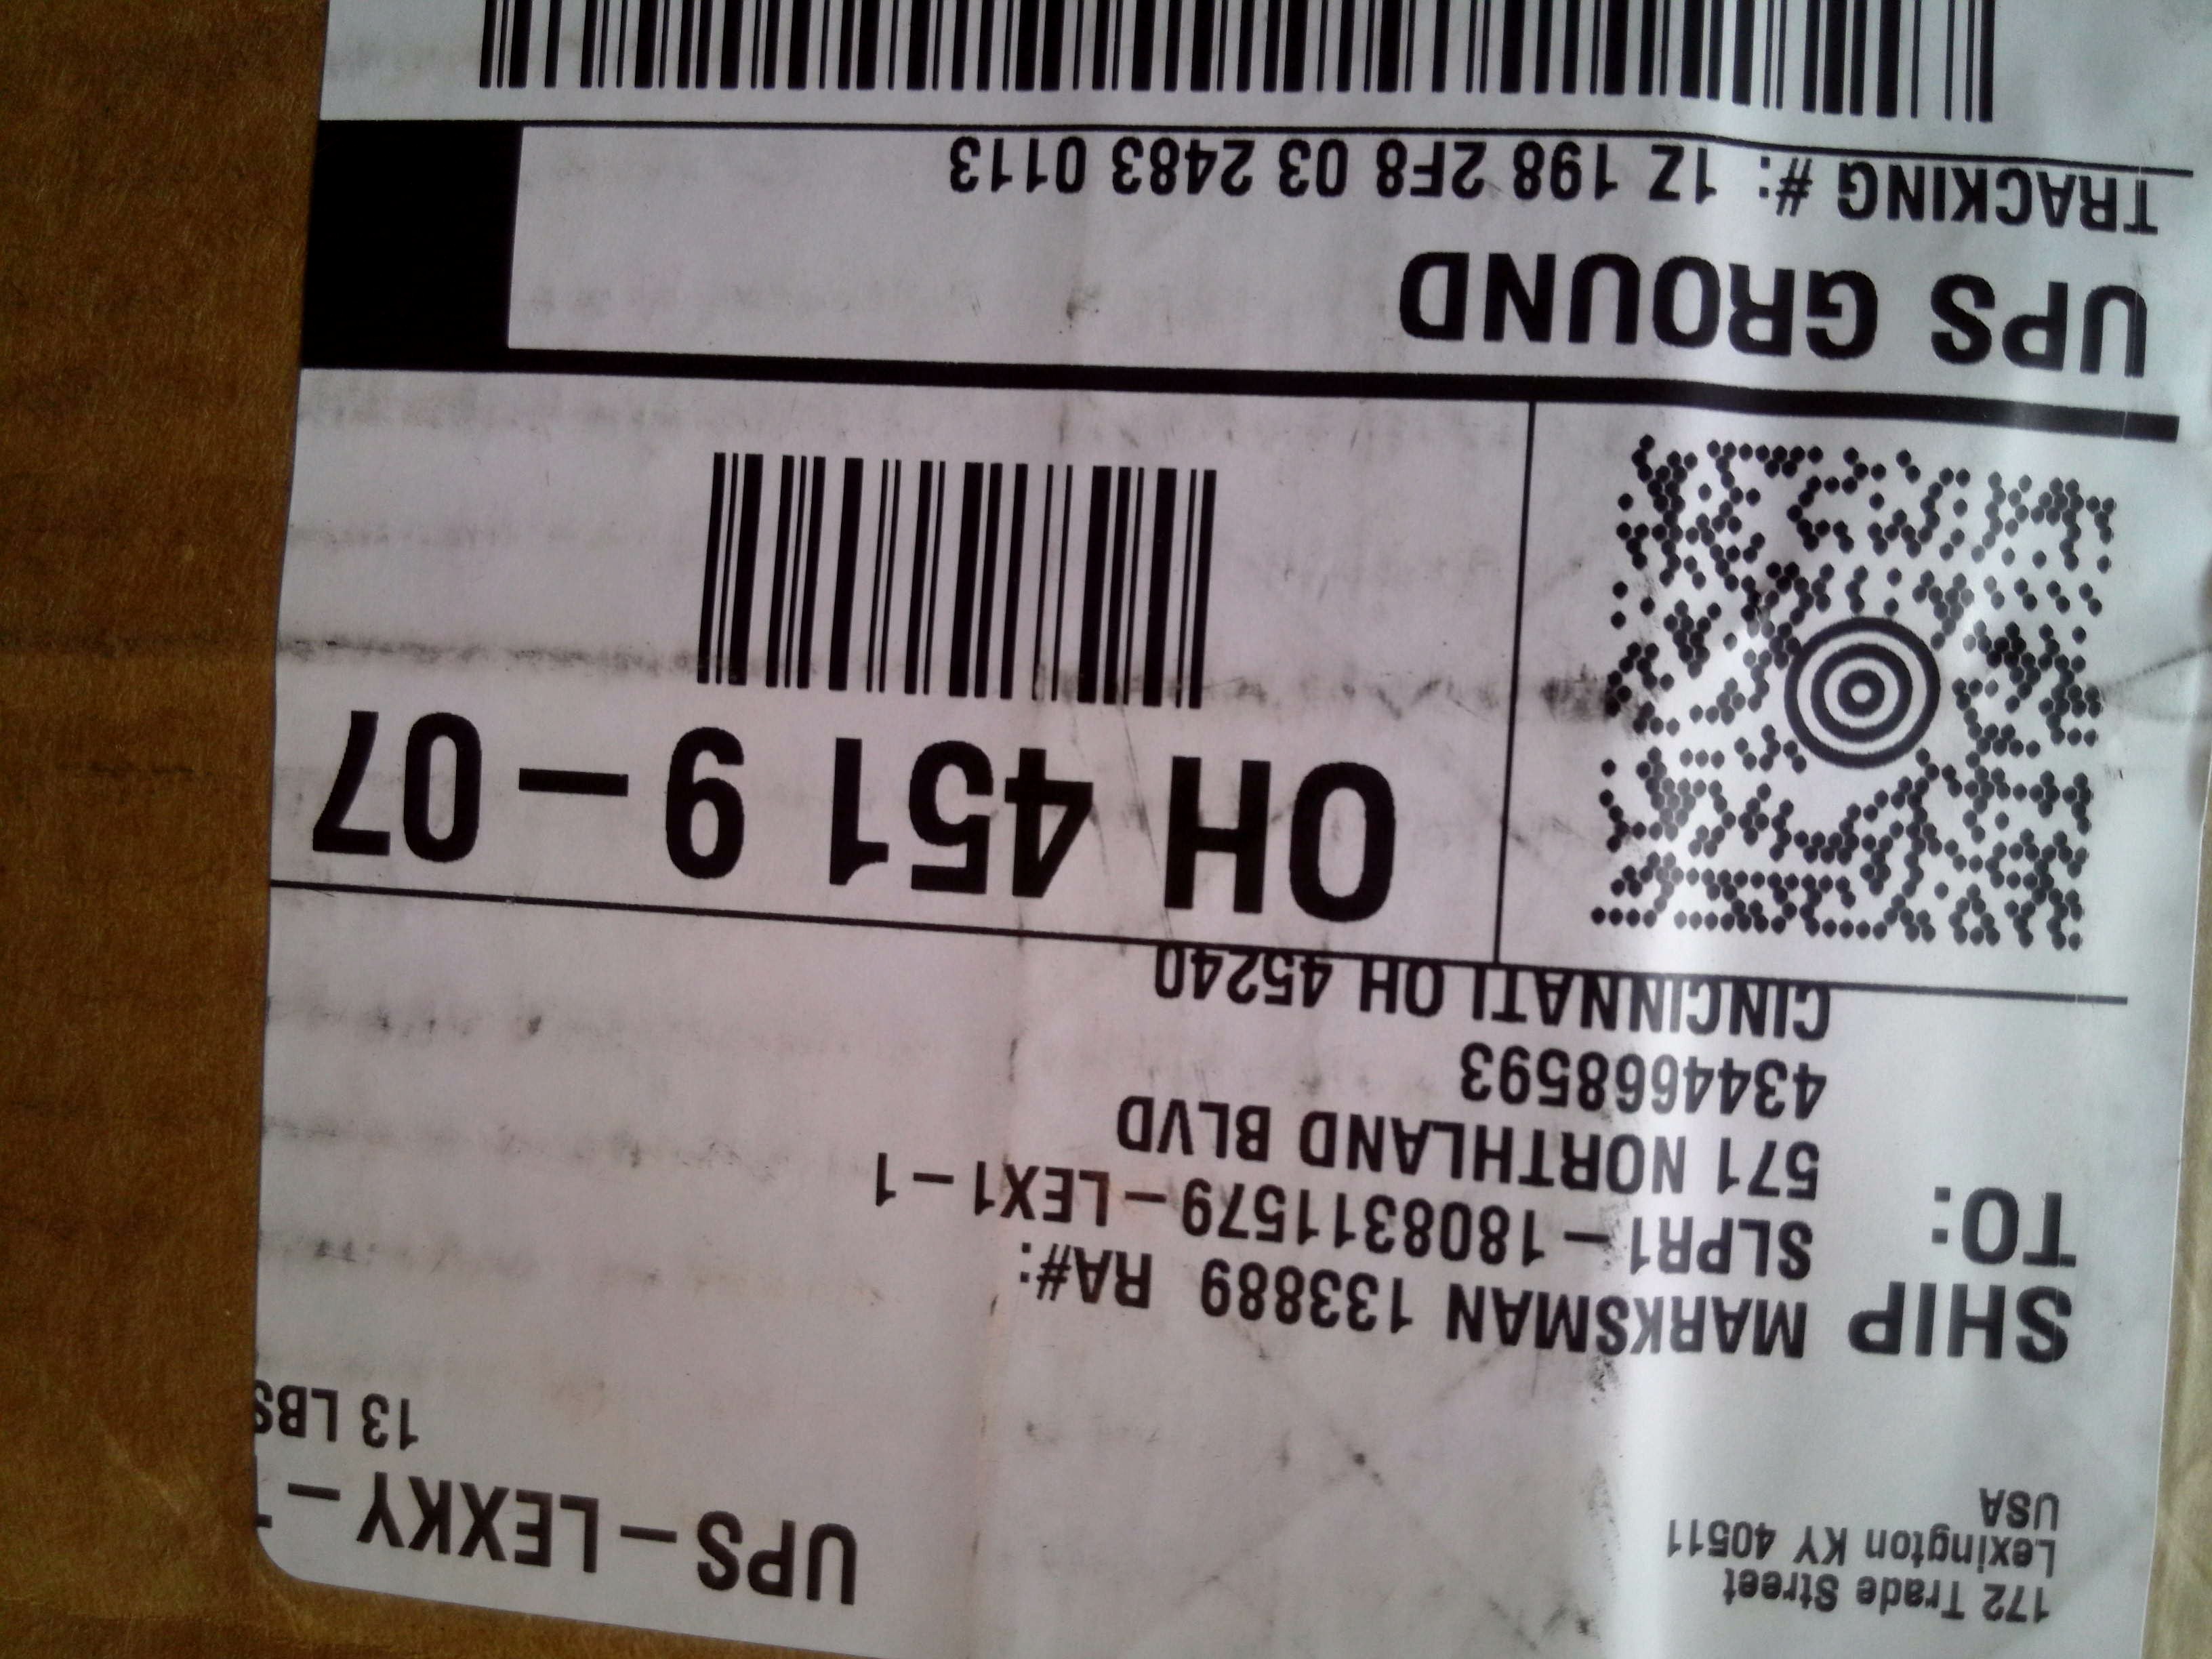 172 Trade Street
Lexington KY 40511
USA
UPS - LEXKY -
13 LBS
SHIP
TO:
MARKSMAN 133889 RA#:
SLPR1 - 1808311579 - LEX1 - 1
571 NORTHLAND BLVD
4344668593
CINCINNATI OH 45240
OH 451 9 - 07
UPS GROUND
TRACKING #: 1Z 198 2F8 03 2483 0113